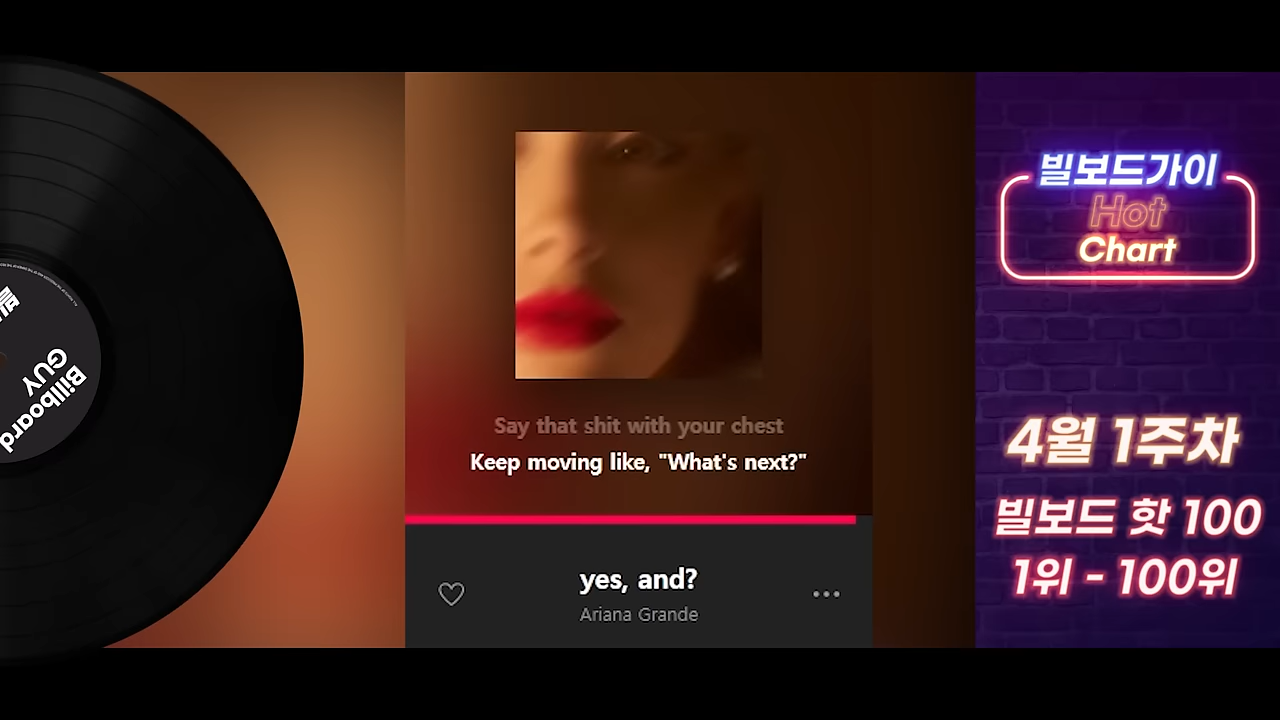 빌
Billboard
GUY
Say that shit with your chest
Keep moving like, "What's next?"
yes, and?
Ariana Grande
빌보드가이
Hot
Chart
4월 1주차
빌보드 핫 100
1위 - 100위